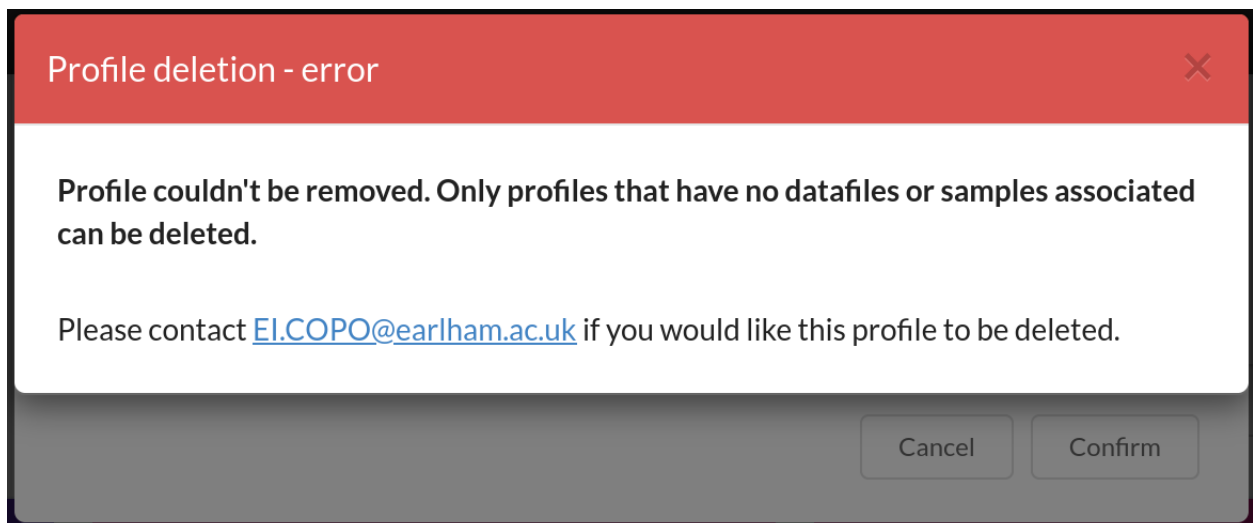 Profile deletion - error
Profile couldn't be removed. Only profiles that have no datafiles or samples associated
can be deleted.
Please contact EI.COPO@earlham.ac.uk if you would like this profile to be deleted.
Cancel Confirm